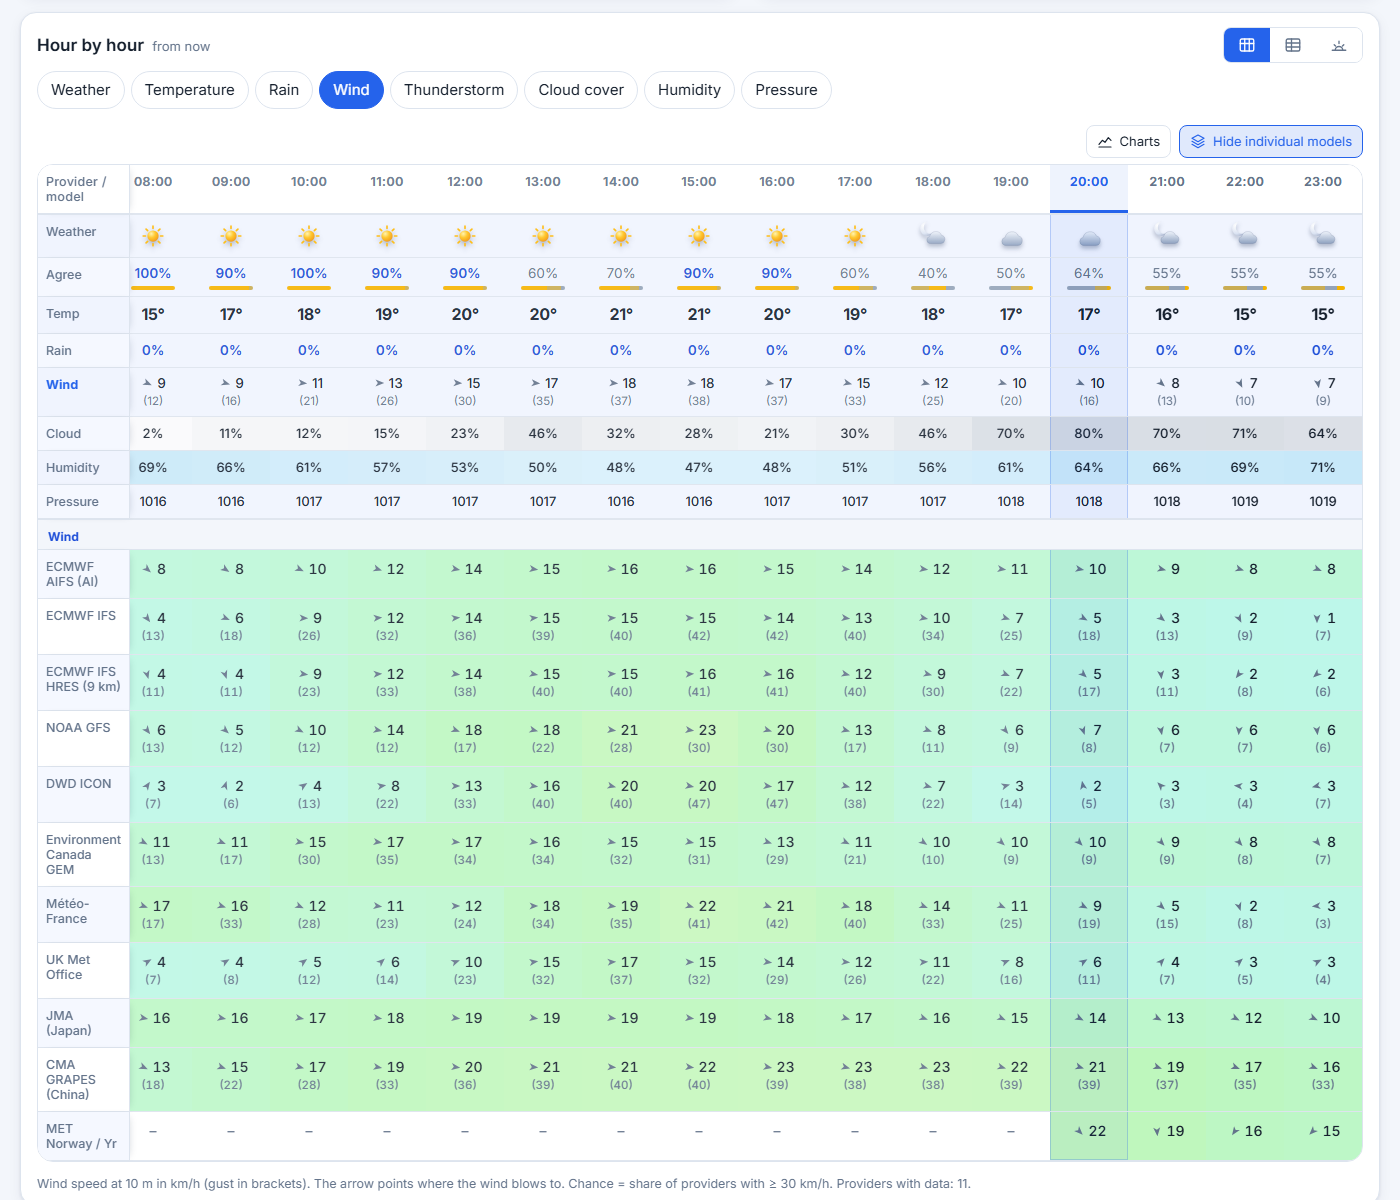 Hour by hour from now
Weather Temperature Rain Wind Thunderstorm Cloud cover Humidity Pressure
Charts Hide individual models
Provider / model 08:00 09:00 10:00 11:00 12:00 13:00 14:00 15:00 16:00 17:00 18:00 19:00 20:00 21:00 22:00 23:00
Weather
Agree 100% 90% 100% 90% 90% 60% 70% 90% 90% 60% 40% 50% 64% 55% 55% 55%
Temp 15° 17° 18° 19° 20° 20° 21° 21° 20° 19° 18° 17° 17° 16° 15° 15°
Rain 0% 0% 0% 0% 0% 0% 0% 0% 0% 0% 0% 0% 0% 0% 0% 0%
Wind 9 9 11 13 15 17 18 18 17 15 12 10 10 8 7 7
(12) (16) (21) (26) (30) (35) (37) (38) (37) (33) (25) (20) (16) (13) (10) (9)
Cloud 2% 11% 12% 15% 23% 46% 32% 28% 21% 30% 46% 70% 80% 70% 71% 64%
Humidity 69% 66% 61% 57% 53% 50% 48% 47% 48% 51% 56% 61% 64% 66% 69% 71%
Pressure 1016 1016 1017 1017 1017 1017 1016 1016 1017 1017 1017 1018 1018 1018 1019 1019
Wind
ECMWF AIFS (AI) 8 8 10 12 14 15 16 16 15 14 12 11 10 9 8 8
ECMWF IFS 4 6 9 12 14 15 15 15 14 13 10 7 5 3 2 1
(13) (18) (26) (32) (36) (39) (40) (42) (42) (40) (34) (25) (18) (13) (9) (7)
ECMWF IFS HRES (9 km) 4 4 9 12 14 15 15 16 16 12 9 7 5 3 2 2
(11) (11) (23) (33) (38) (40) (40) (41) (41) (40) (30) (22) (17) (11) (8) (6)
NOAA GFS 6 5 10 14 18 18 21 23 20 13 8 6 7 6 6 6
(13) (12) (12) (12) (17) (22) (28) (30) (30) (17) (11) (9) (8) (7) (7) (6)
DWD ICON 3 2 4 8 13 16 20 20 17 12 7 3 2 3 3 3
(7) (6) (13) (22) (33) (40) (40) (47) (47) (38) (22) (14) (5) (3) (4) (7)
Environment Canada GEM 11 11 15 17 17 16 15 15 13 11 10 10 10 9 8 8
(13) (17) (30) (35) (34) (34) (32) (31) (29) (21) (10) (9) (9) (9) (8) (7)
Météo-France 17 16 12 11 12 18 19 22 21 18 14 11 9 5 2 3
(17) (33) (28) (23) (24) (34) (35) (41) (42) (40) (33) (25) (19) (15) (8) (3)
UK Met Office 4 4 5 6 10 15 17 15 14 12 11 8 6 4 3 3
(7) (8) (12) (14) (23) (32) (37) (32) (29) (26) (22) (16) (11) (7) (5) (4)
JMA (Japan) 16 16 17 18 19 19 19 19 18 17 16 15 14 13 12 10
CMA GRAPES (China) 13 15 17 19 20 21 21 22 23 23 23 22 21 19 17 16
(18) (22) (28) (33) (36) (39) (40) (40) (39) (38) (38) (39) (39) (37) (35) (33)
MET Norway / Yr – – – – – – – – – – – – 22 19 16 15
Wind speed at 10 m in km/h (gust in brackets). The arrow points where the wind blows to. Chance = share of providers with ≥ 30 km/h. Providers with data: 11.